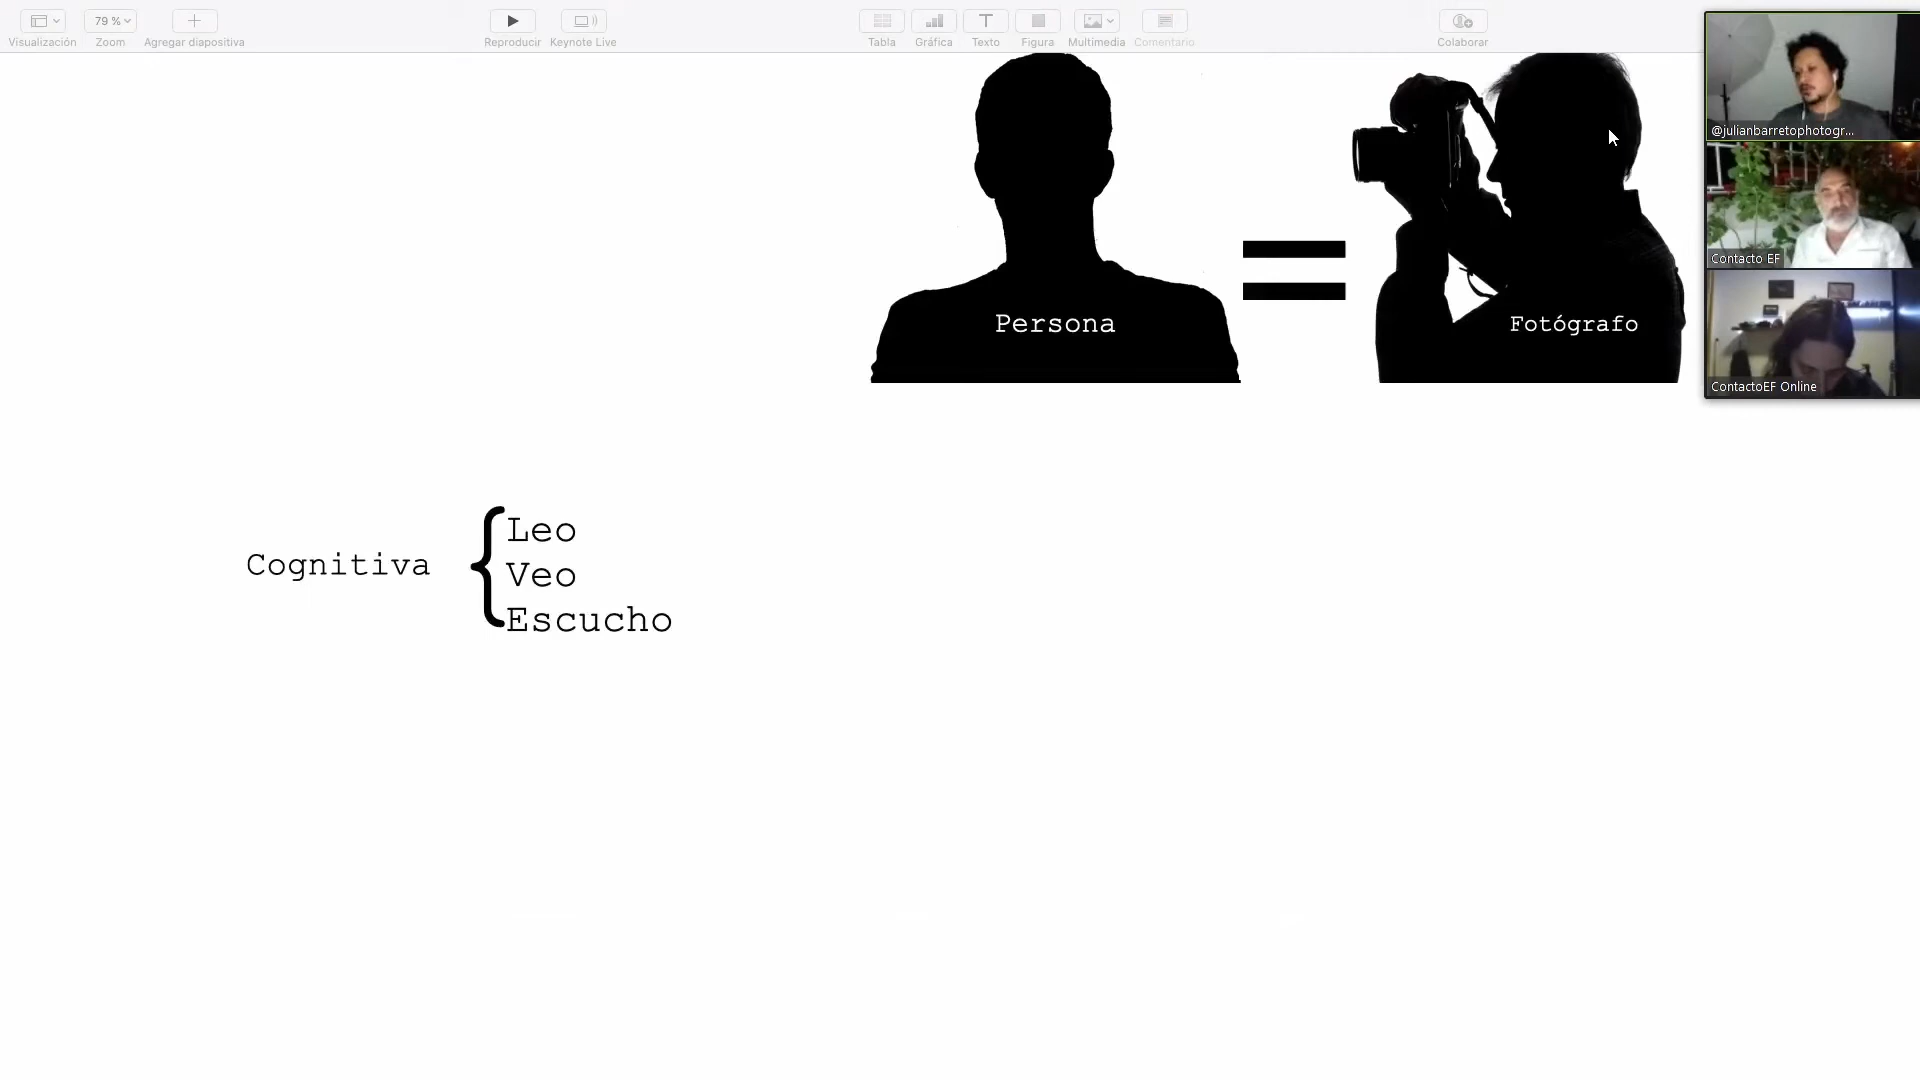 79 %
Visualización
Zoom
Agregar diapositiva
Reproducir
Keynote Live
Tabla
Gráfica
Texto
Figura
Multimedia
Comentario
Colaborar
@julianbarretophotogr...
Contacto EF
ContactoEF Online
Persona
Fotógrafo
Cognitiva
Leo
Veo
Escucho